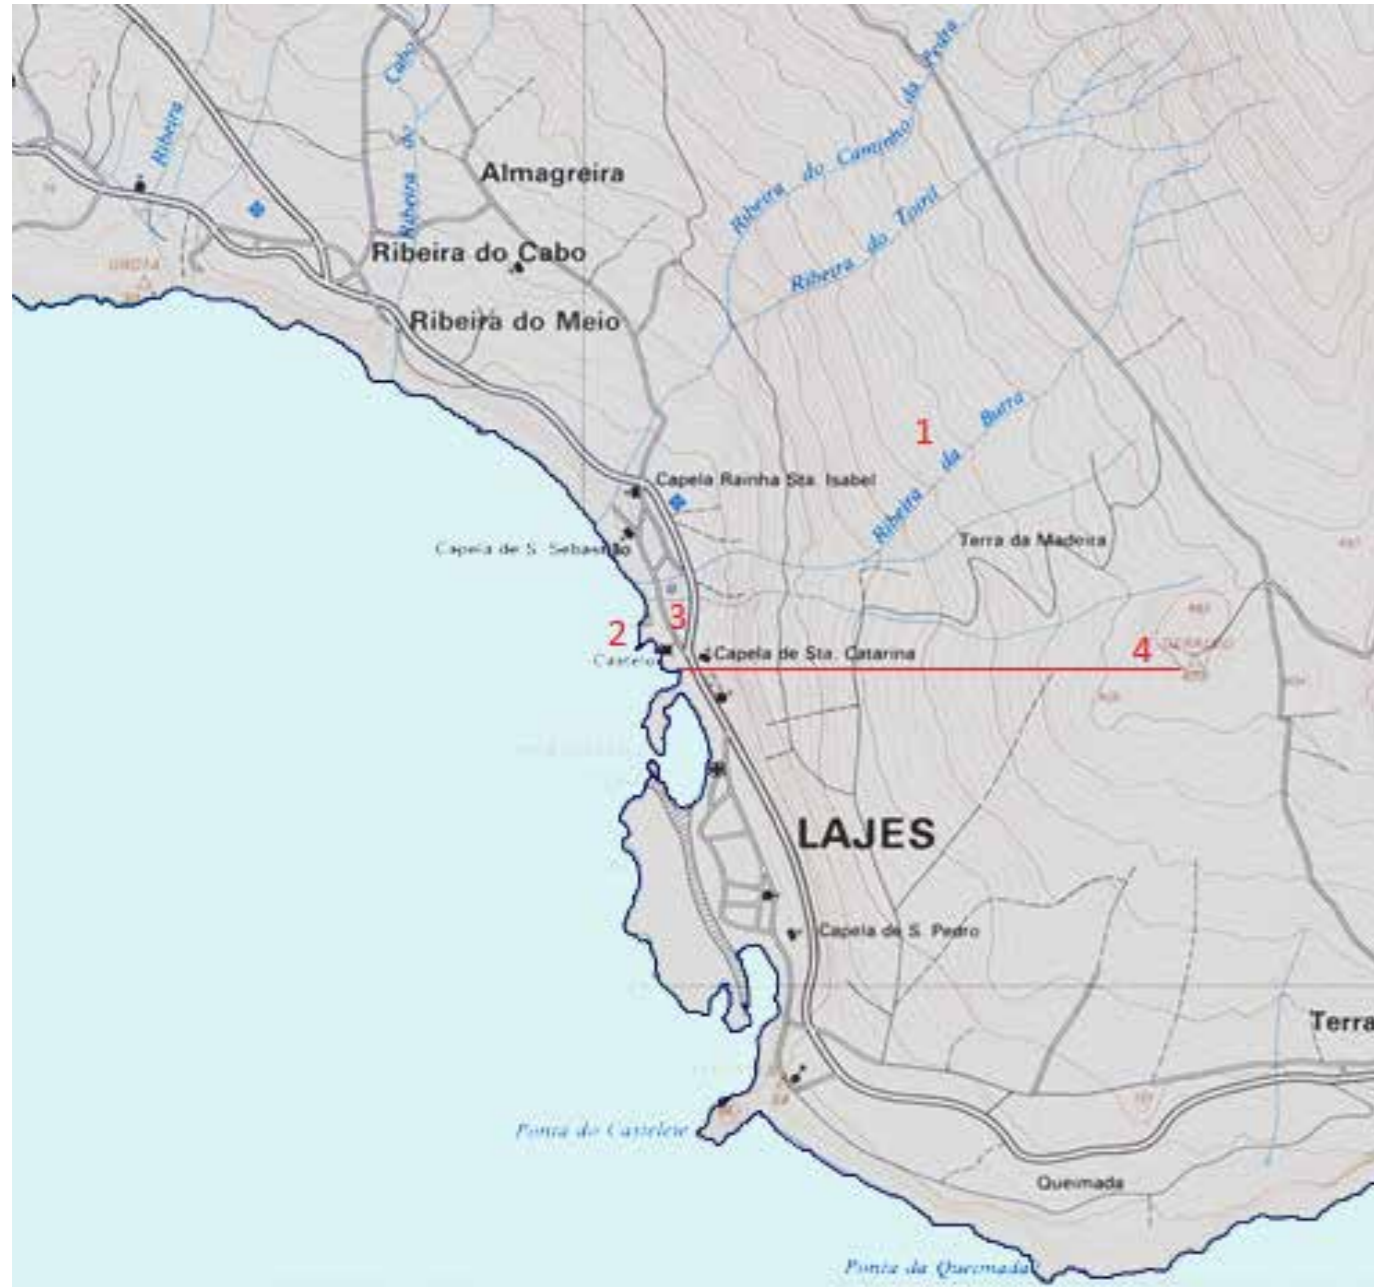 Cabo
Ribeira do
Ribeira
Ribeira do Caminho da Pedra
Almagreira
Ribeira do Cabo
Ribeira do Toiril
Ribeira do Meio
1
Ribeira da Burra
Capela Rainha Sta. Isabel
Capela de S. Sebastião
Terra da Madeira
3
2
4
Castelo
Capela de Sta. Catarina
LAJES
Capela de S. Pedro
Terra
Ponta do Castelete
Queimada
Ponta da Queimada